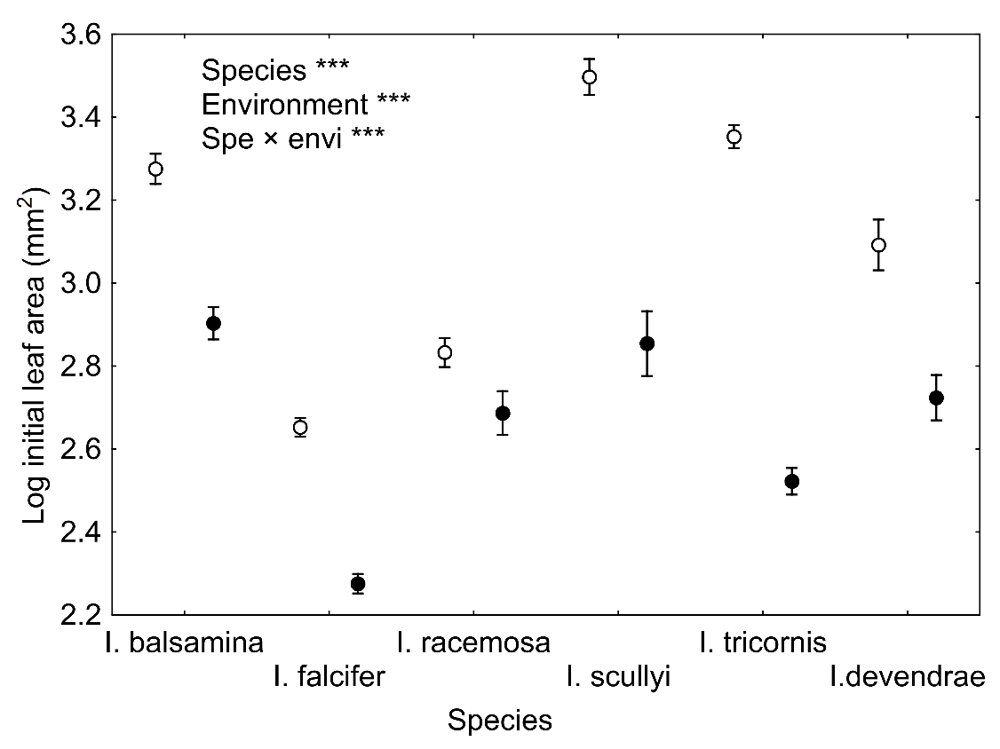 3.6
3.4
3.2
3.0
2.8
2.6
2.4
2.2
Log initial leaf area (mm²)
Species ***
Environment ***
Spe × envi ***
I. balsamina
I. racemosa
I. tricornis
I. falcifer
I. scullyi
I.devendrae
Species